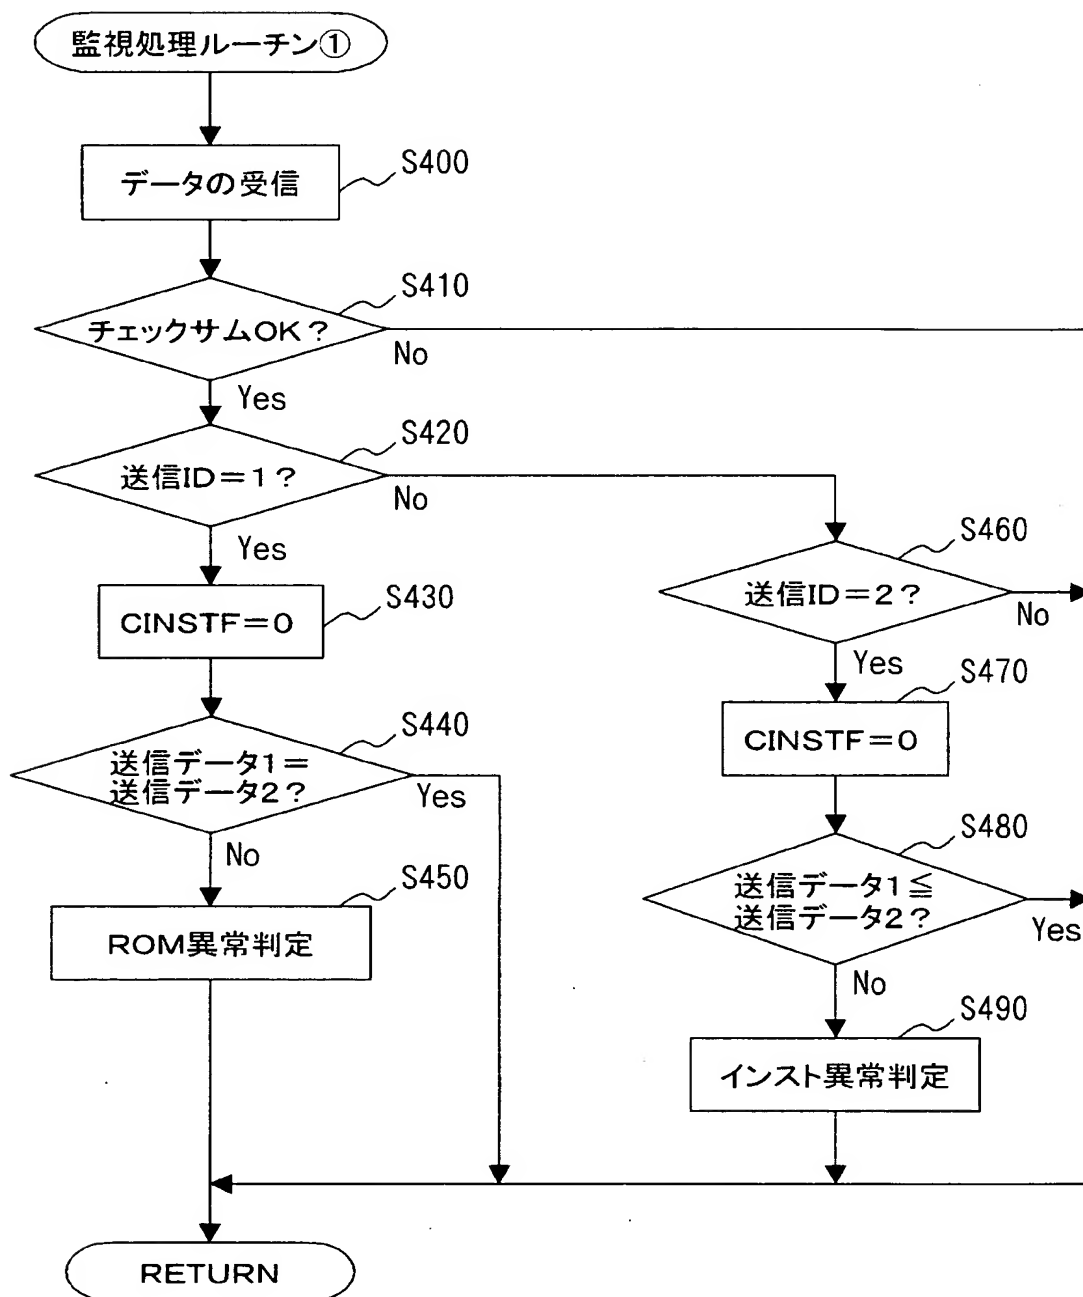 監視処理ルーチン①
S400
データの受信
S410
チェックサムOK?
No
Yes
S420
送信ID=1?
No
Yes
S430
CINSTF=0
S440
送信データ1=
送信データ2?
Yes
No
S450
ROM異常判定
S460
送信ID=2?
No
Yes
S470
CINSTF=0
S480
送信データ1≦
送信データ2?
Yes
No
S490
インスト異常判定
RETURN